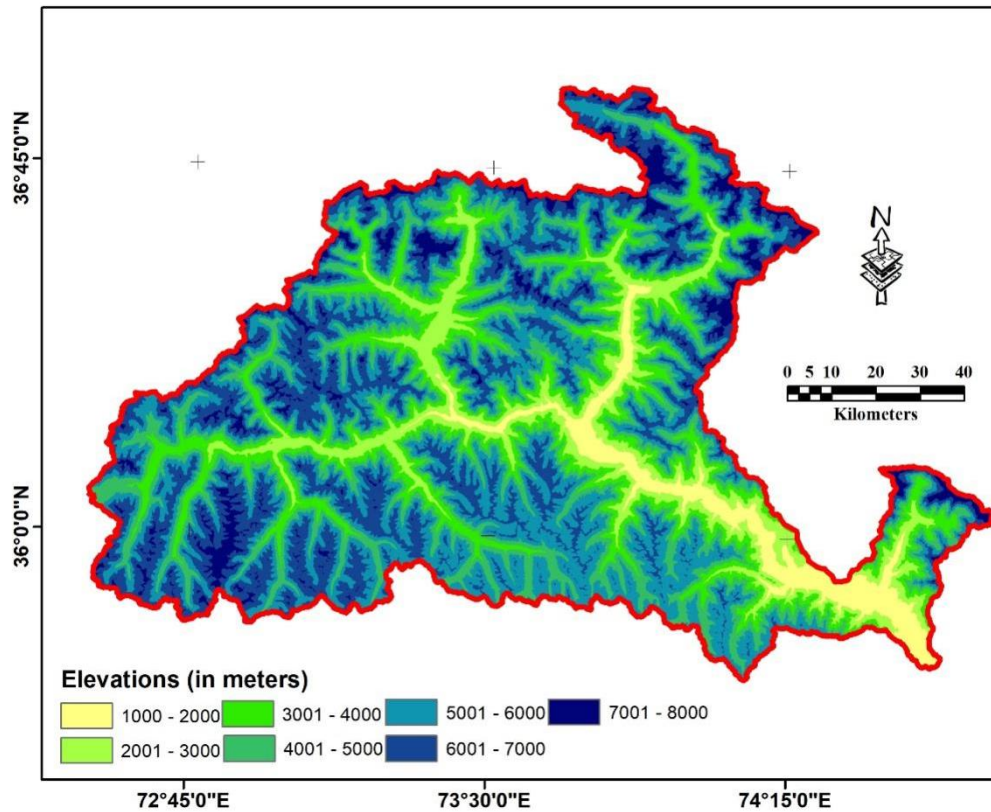 36°45'0"N
N
0 5 10 20 30 40
Kilometers
36°0'0"N
Elevations (in meters)
1000 - 2000 3001 - 4000 5001 - 6000 7001 - 8000
2001 - 3000 4001 - 5000 6001 - 7000
72°45'0"E 73°30'0"E 74°15'0"E